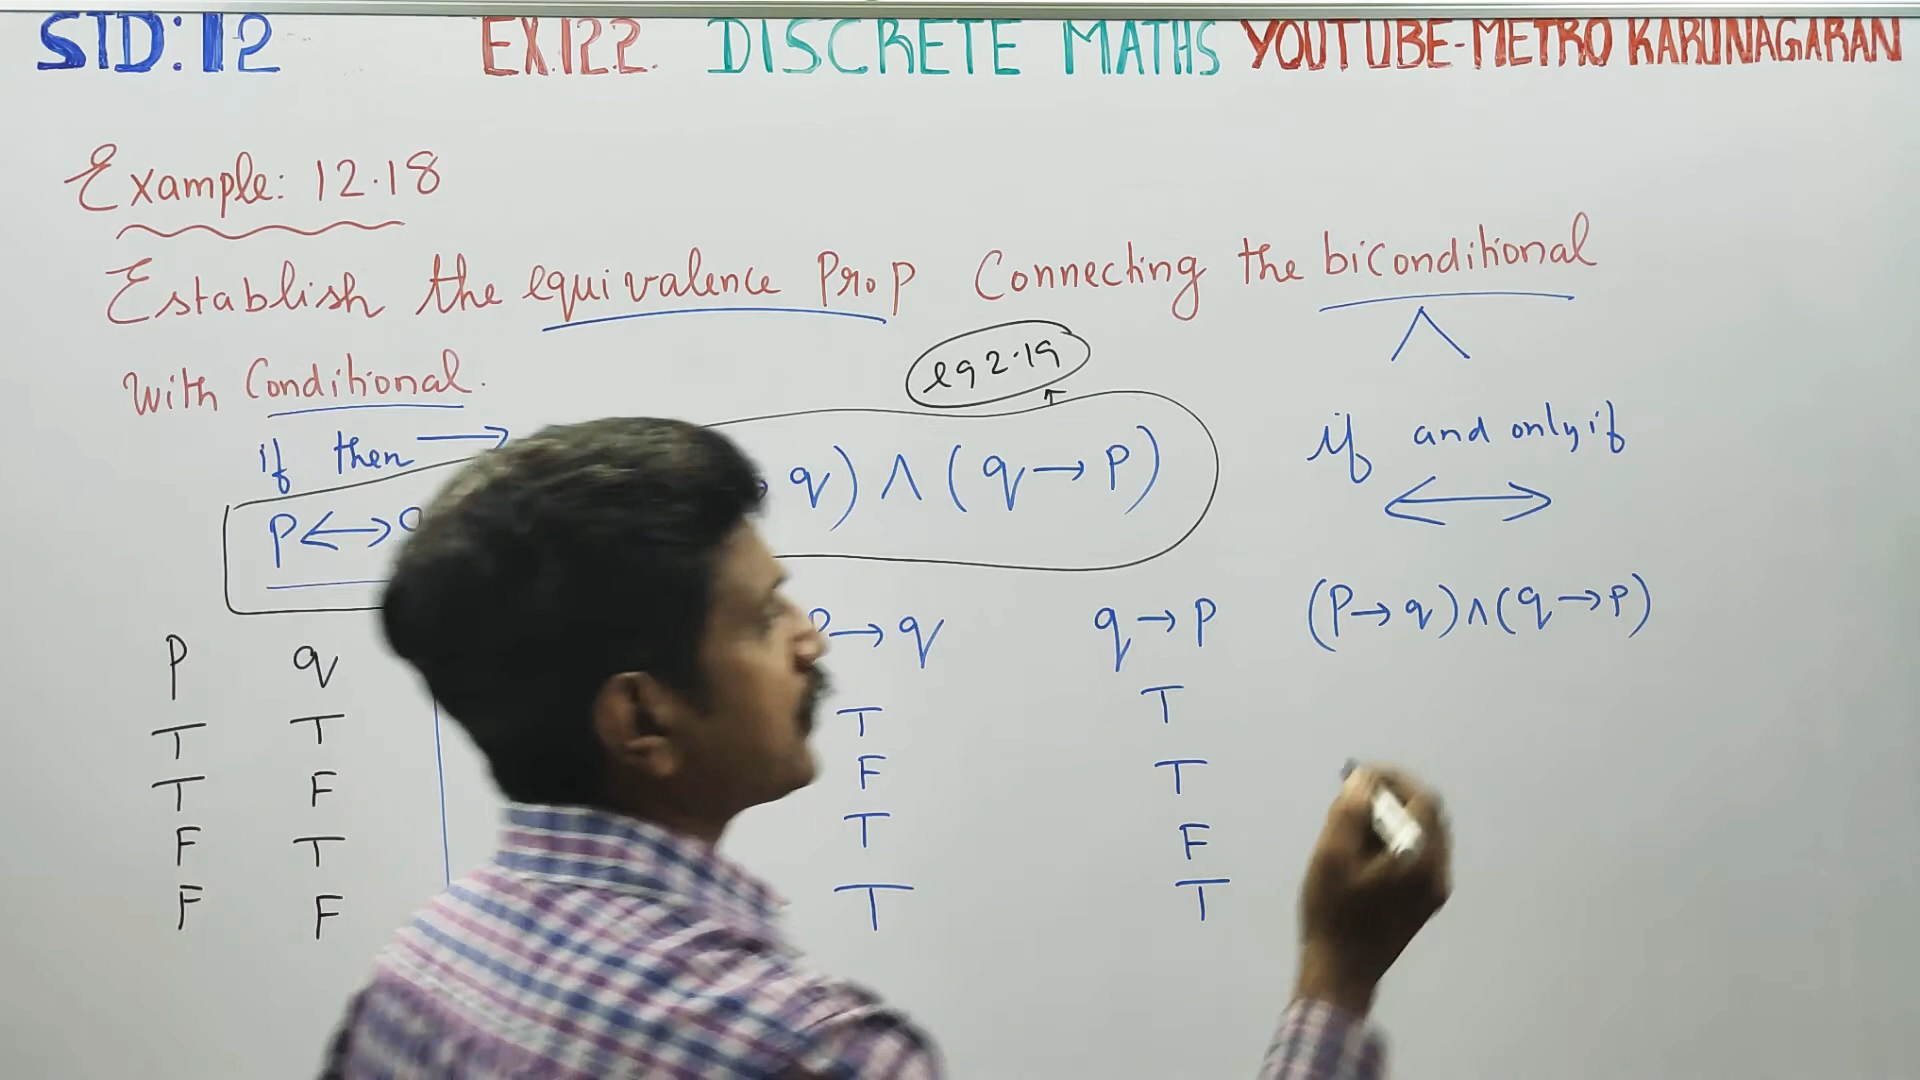 STD: 12 EX.12.2. DISCRETE MATHS YOUTUBE-METRO KARUNAGARAN
Example: 12.18
Establish the equivalence Prop Connecting the biconditional
with Conditional.
eg 2.19
if then → if and only if
P ↔ q) ∧ (q → P) ↔
P q P → q q → P (P → q) ∧ (q → P)
T T T T
T F F T
F T T F
F F T T